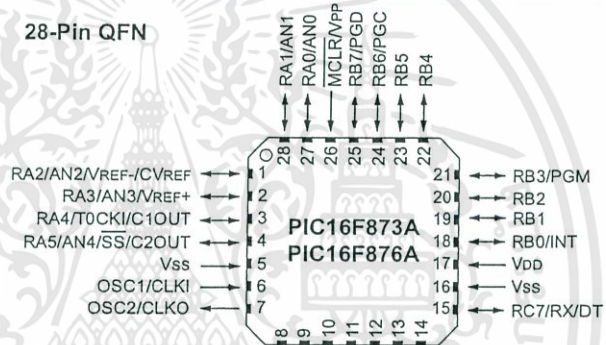 28-Pin QFN
RA1/AN1
RA0/AN0
MCLR/VPP
RB7/PGD
RB6/PGC
RB5
RB4
28 27 26 25 24 23 22
RA2/AN2/VREF-/CVREF 1
RA3/AN3/VREF+ 2
RA4/T0CKI/C1OUT 3
RA5/AN4/SS/C2OUT 4
VSS 5
OSC1/CLKI 6
OSC2/CLKO 7
PIC16F873A
PIC16F876A
21 RB3/PGM
20 RB2
19 RB1
18 RB0/INT
17 VDD
16 VSS
15 RC7/RX/DT
8 9 10 11 12 13 14